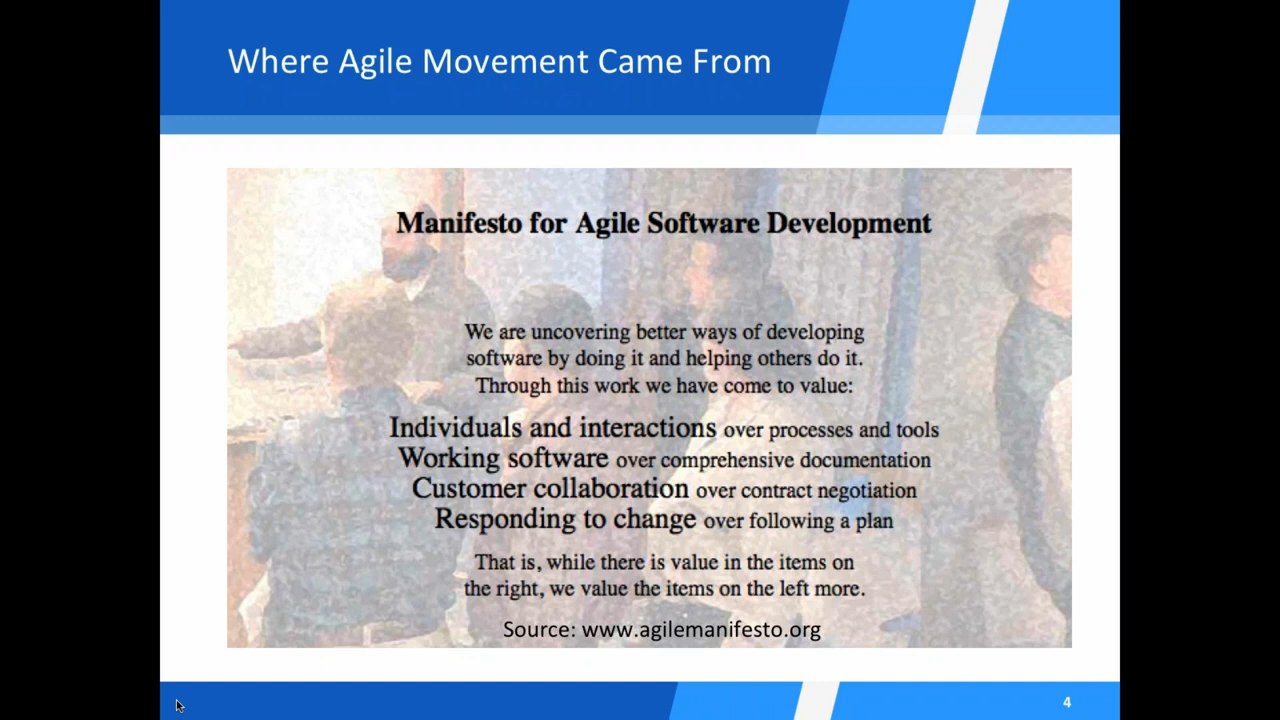 Where Agile Movement Came From
Manifesto for Agile Software Development
We are uncovering better ways of developing
software by doing it and helping others do it.
Through this work we have come to value:
Individuals and interactions over processes and tools
Working software over comprehensive documentation
Customer collaboration over contract negotiation
Responding to change over following a plan
That is, while there is value in the items on
the right, we value the items on the left more.
Source: www.agilemanifesto.org
4